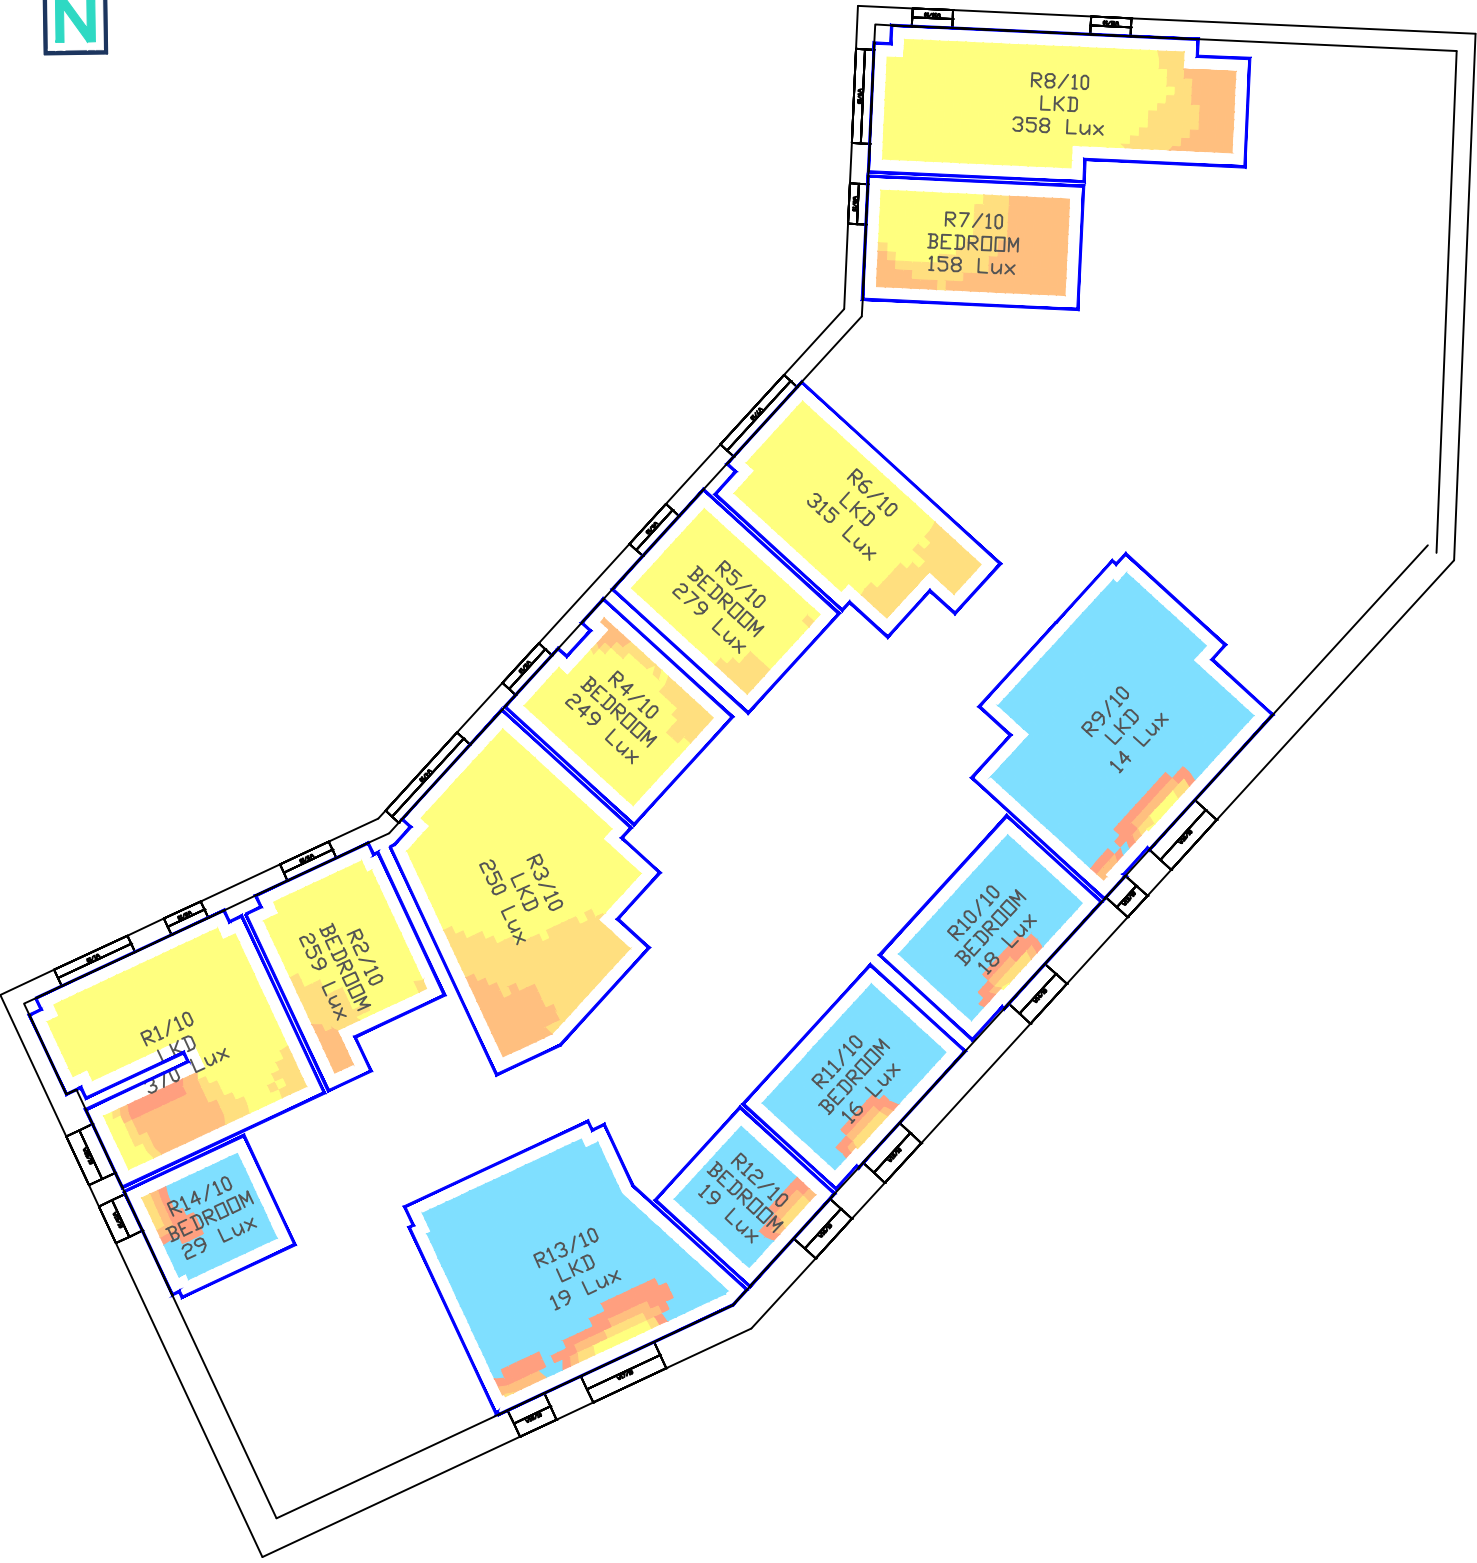 N
R8/10
LKD
358 Lux
R7/10
BEDROOM
158 Lux
R6/10
LKD
315 Lux
R5/10
BEDROOM
279 Lux
R4/10
BEDROOM
249 Lux
R3/10
LKD
250 Lux
R2/10
BEDROOM
259 Lux
R1/10
LKD
370 Lux
R9/10
LKD
14 Lux
R10/10
BEDROOM
18 Lux
R11/10
BEDROOM
16 Lux
R12/10
BEDROOM
19 Lux
R13/10
LKD
19 Lux
R14/10
BEDROOM
29 Lux